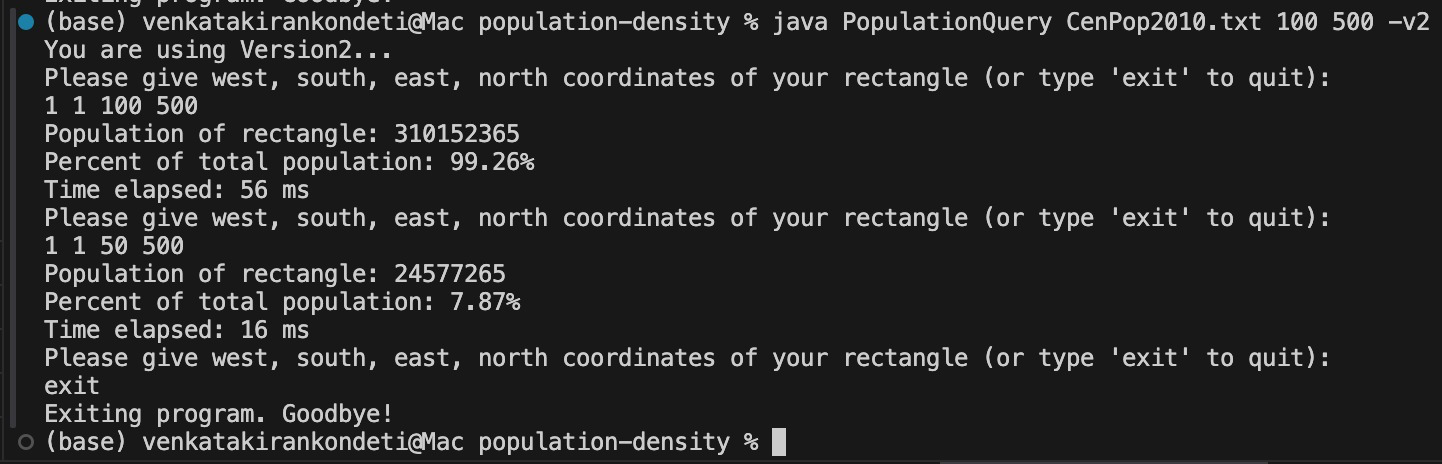 (base) venkatakirankondeti@Mac population-density % java PopulationQuery CenPop2010.txt 100 500 -v2
You are using Version2...
Please give west, south, east, north coordinates of your rectangle (or type 'exit' to quit):
1 1 100 500
Population of rectangle: 310152365
Percent of total population: 99.26%
Time elapsed: 56 ms
Please give west, south, east, north coordinates of your rectangle (or type 'exit' to quit):
1 1 50 500
Population of rectangle: 24577265
Percent of total population: 7.87%
Time elapsed: 16 ms
Please give west, south, east, north coordinates of your rectangle (or type 'exit' to quit):
exit
Exiting program. Goodbye!
(base) venkatakirankondeti@Mac population-density %